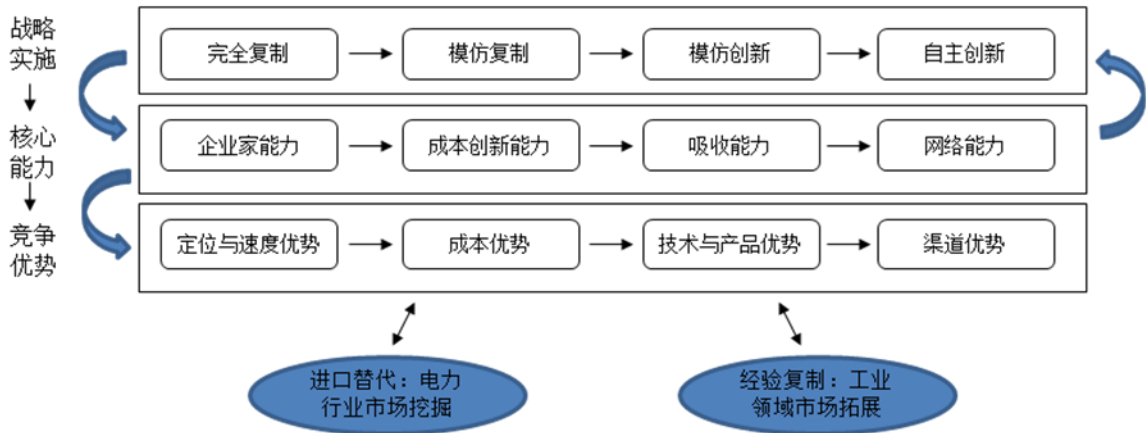 战略
实施
完全复制
模仿复制
模仿创新
自主创新
核心
能力
企业家能力
成本创新能力
吸收能力
网络能力
竞争
优势
定位与速度优势
成本优势
技术与产品优势
渠道优势
进口替代：电力
行业市场挖掘
经验复制：工业
领域市场拓展